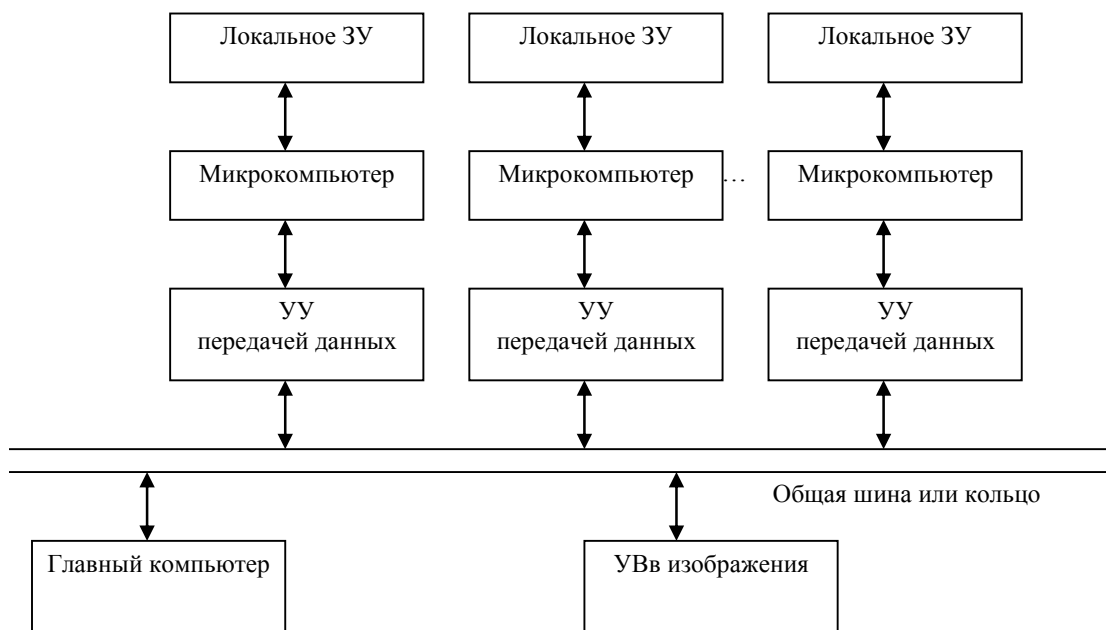 Локальное ЗУ
Локальное ЗУ
Локальное ЗУ
Микрокомпьютер
Микрокомпьютер
...
Микрокомпьютер
УУ
передачей данных
УУ
передачей данных
УУ
передачей данных
Общая шина или кольцо
Главный компьютер
УВв изображения